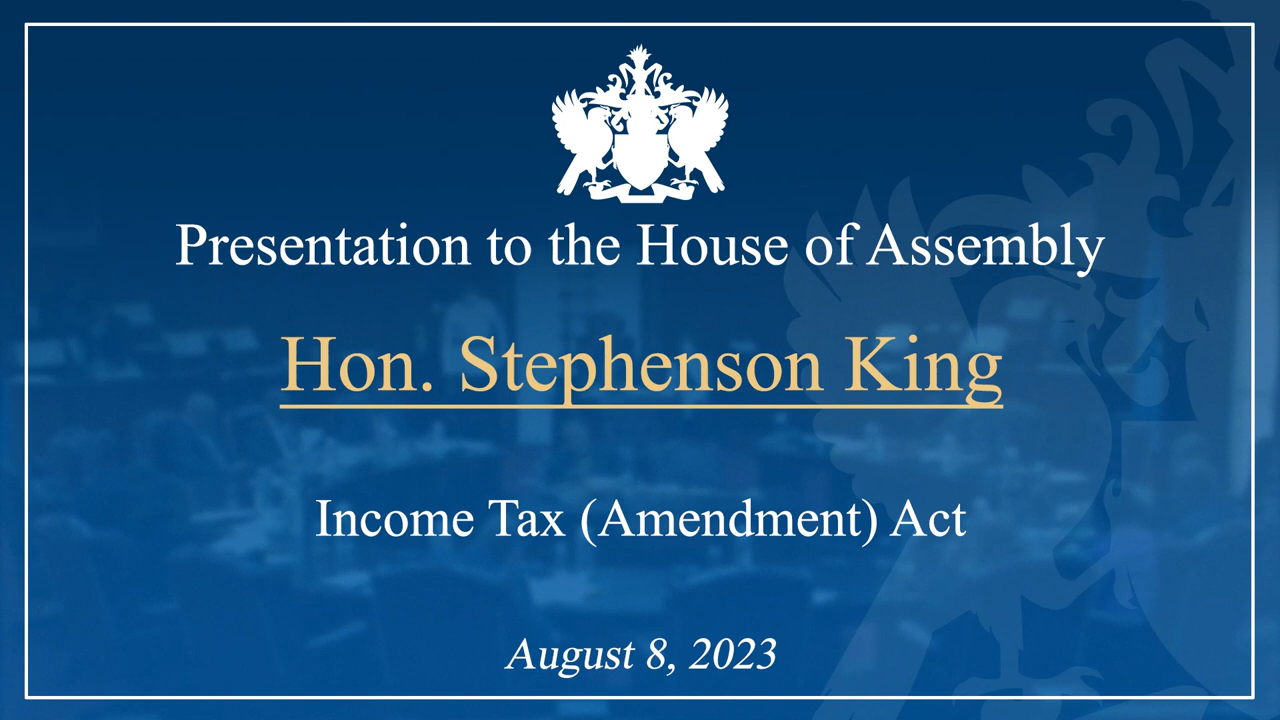 Presentation to the House of Assembly
Hon. Stephenson King
Income Tax (Amendment) Act
August 8, 2023